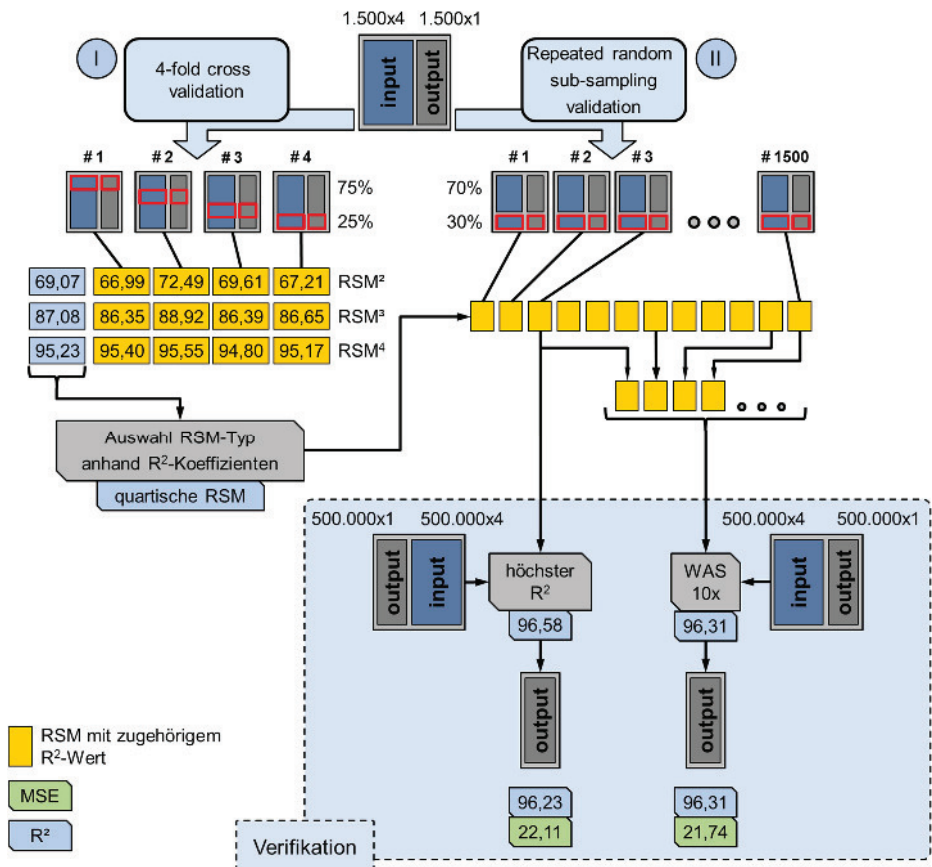 1.500x4 1.500x1
I
4-fold cross
validation
input
output
Repeated random
sub-sampling
validation
II
#1 #2 #3 #4
75%
25%
#1 #2 #3 #1500
70%
30%
69,07 66,99 72,49 69,61 67,21 RSM²
87,08 86,35 88,92 86,39 86,65 RSM³
95,23 95,40 95,55 94,80 95,17 RSM⁴
Auswahl RSM-Typ
anhand R²-Koeffizienten
quartische RSM
500.000x1 500.000x4
500.000x4 500.000x1
output
input
höchster
R²
96,58
WAS
10x
96,31
input
output
output
output
96,23
22,11
96,31
21,74
RSM mit zugehörigem
R²-Wert
MSE
R²
Verifikation